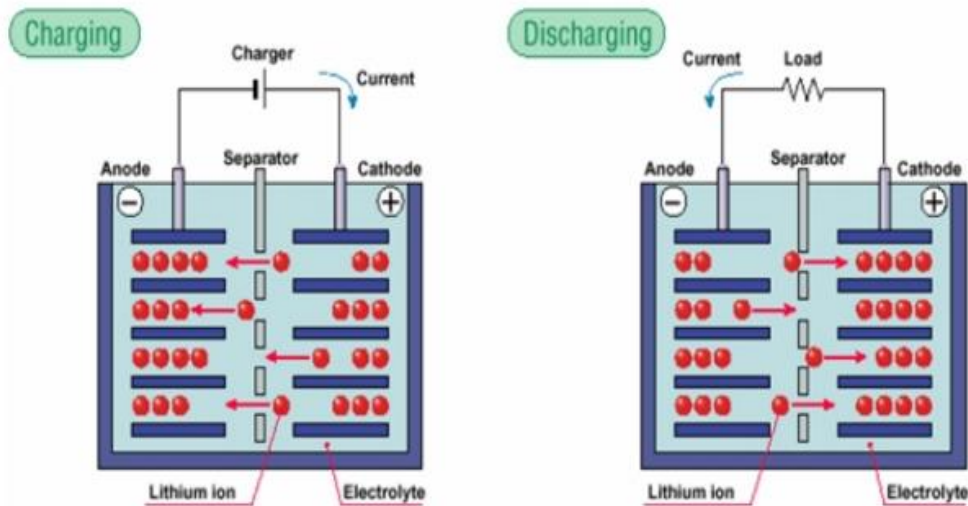 Charging
Charger
Current
Anode
Separator
Cathode
−
+
Lithium ion
Electrolyte
Discharging
Current
Load
Anode
Separator
Cathode
−
+
Lithium ion
Electrolyte